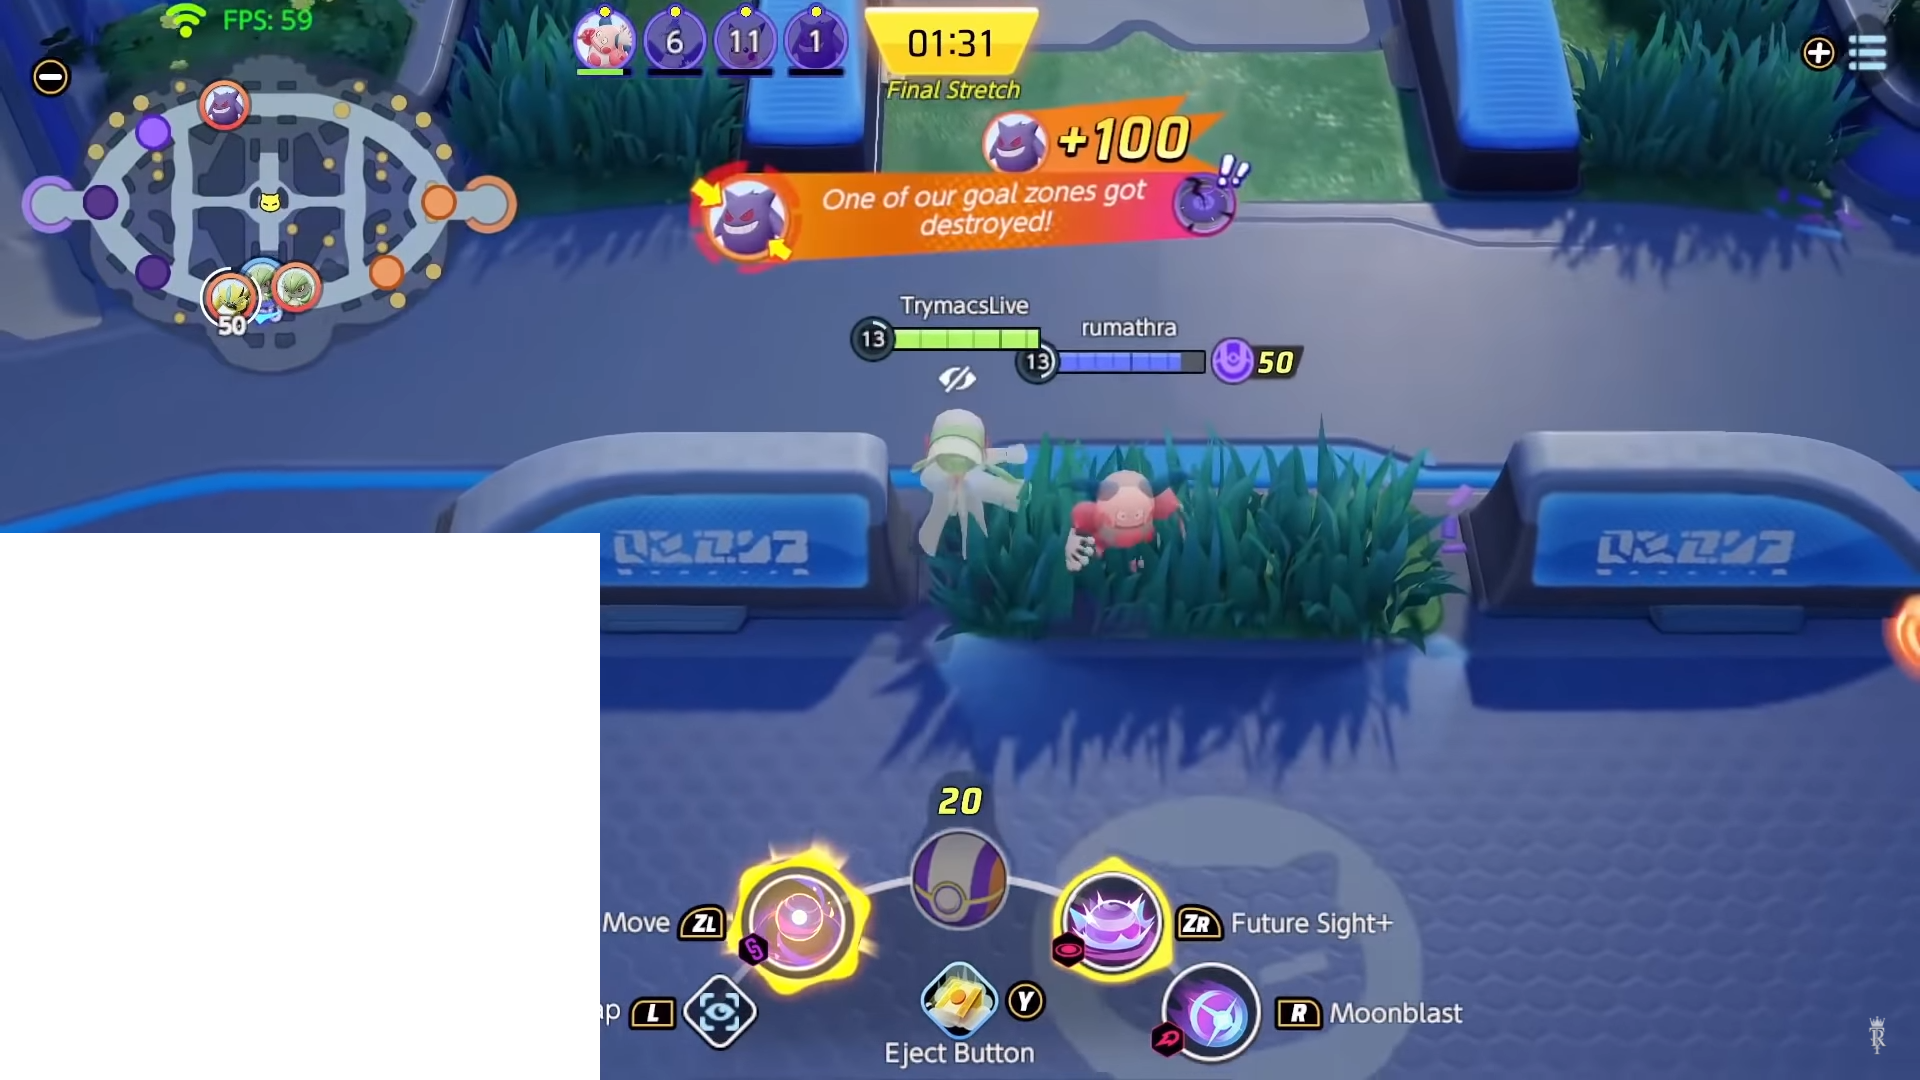 FPS: 59
6
11
1
01:31
Final Stretch
+100
One of our goal zones got
destroyed!
50
TrymacsLive
13
rumathra
13
50
20
Move ZL
ZR Future Sight+
ap L
Y
R Moonblast
Eject Button